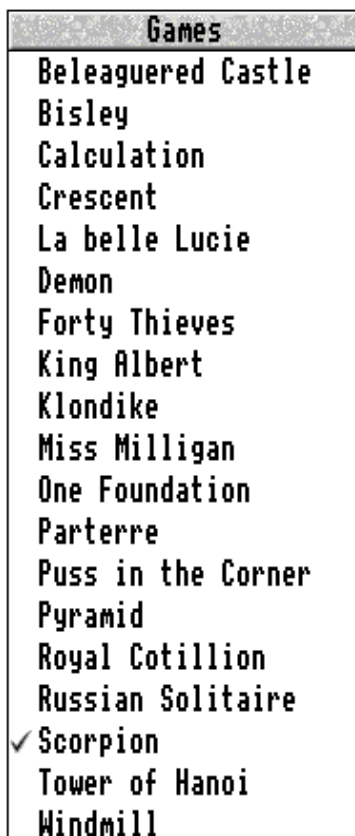 Games
Beleaguered Castle
Bisley
Calculation
Crescent
La belle Lucie
Demon
Forty Thieves
King Albert
Klondike
Miss Milligan
One Foundation
Parterre
Puss in the Corner
Pyramid
Royal Cotillion
Russian Solitaire
Scorpion
Tower of Hanoi
Windmill